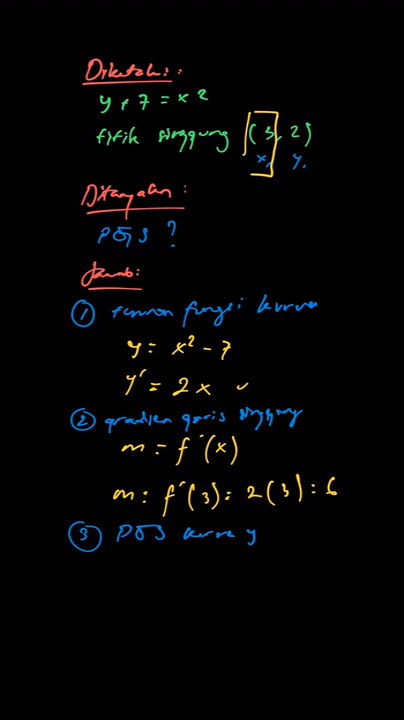 Diketahui:
y + 7 = x2
titik singgung (3, 2)
x, y,
Ditanyakan:
PGS ?
Jawab:
① turunan fungsi kurva
y = x² - 7
y' = 2x ✓
② gradien garis singgung
m = f'(x)
m = f'(3) = 2(3) = 6
③ PGS kurva y